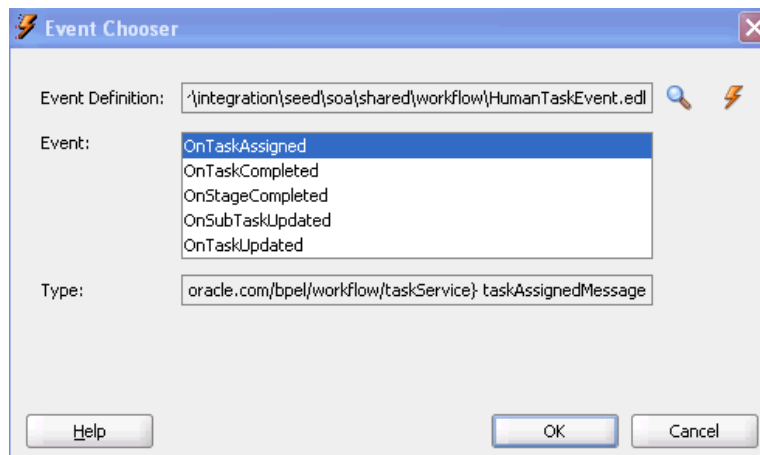 Event Chooser
Event Definition: \integration\seed\soa\shared\workflow\HumanTaskEvent.edl
Event: OnTaskAssigned
OnTaskCompleted
OnStageCompleted
OnSubTaskUpdated
OnTaskUpdated
Type: oracle.com/bpel/workflow/taskService} taskAssignedMessage
Help OK Cancel